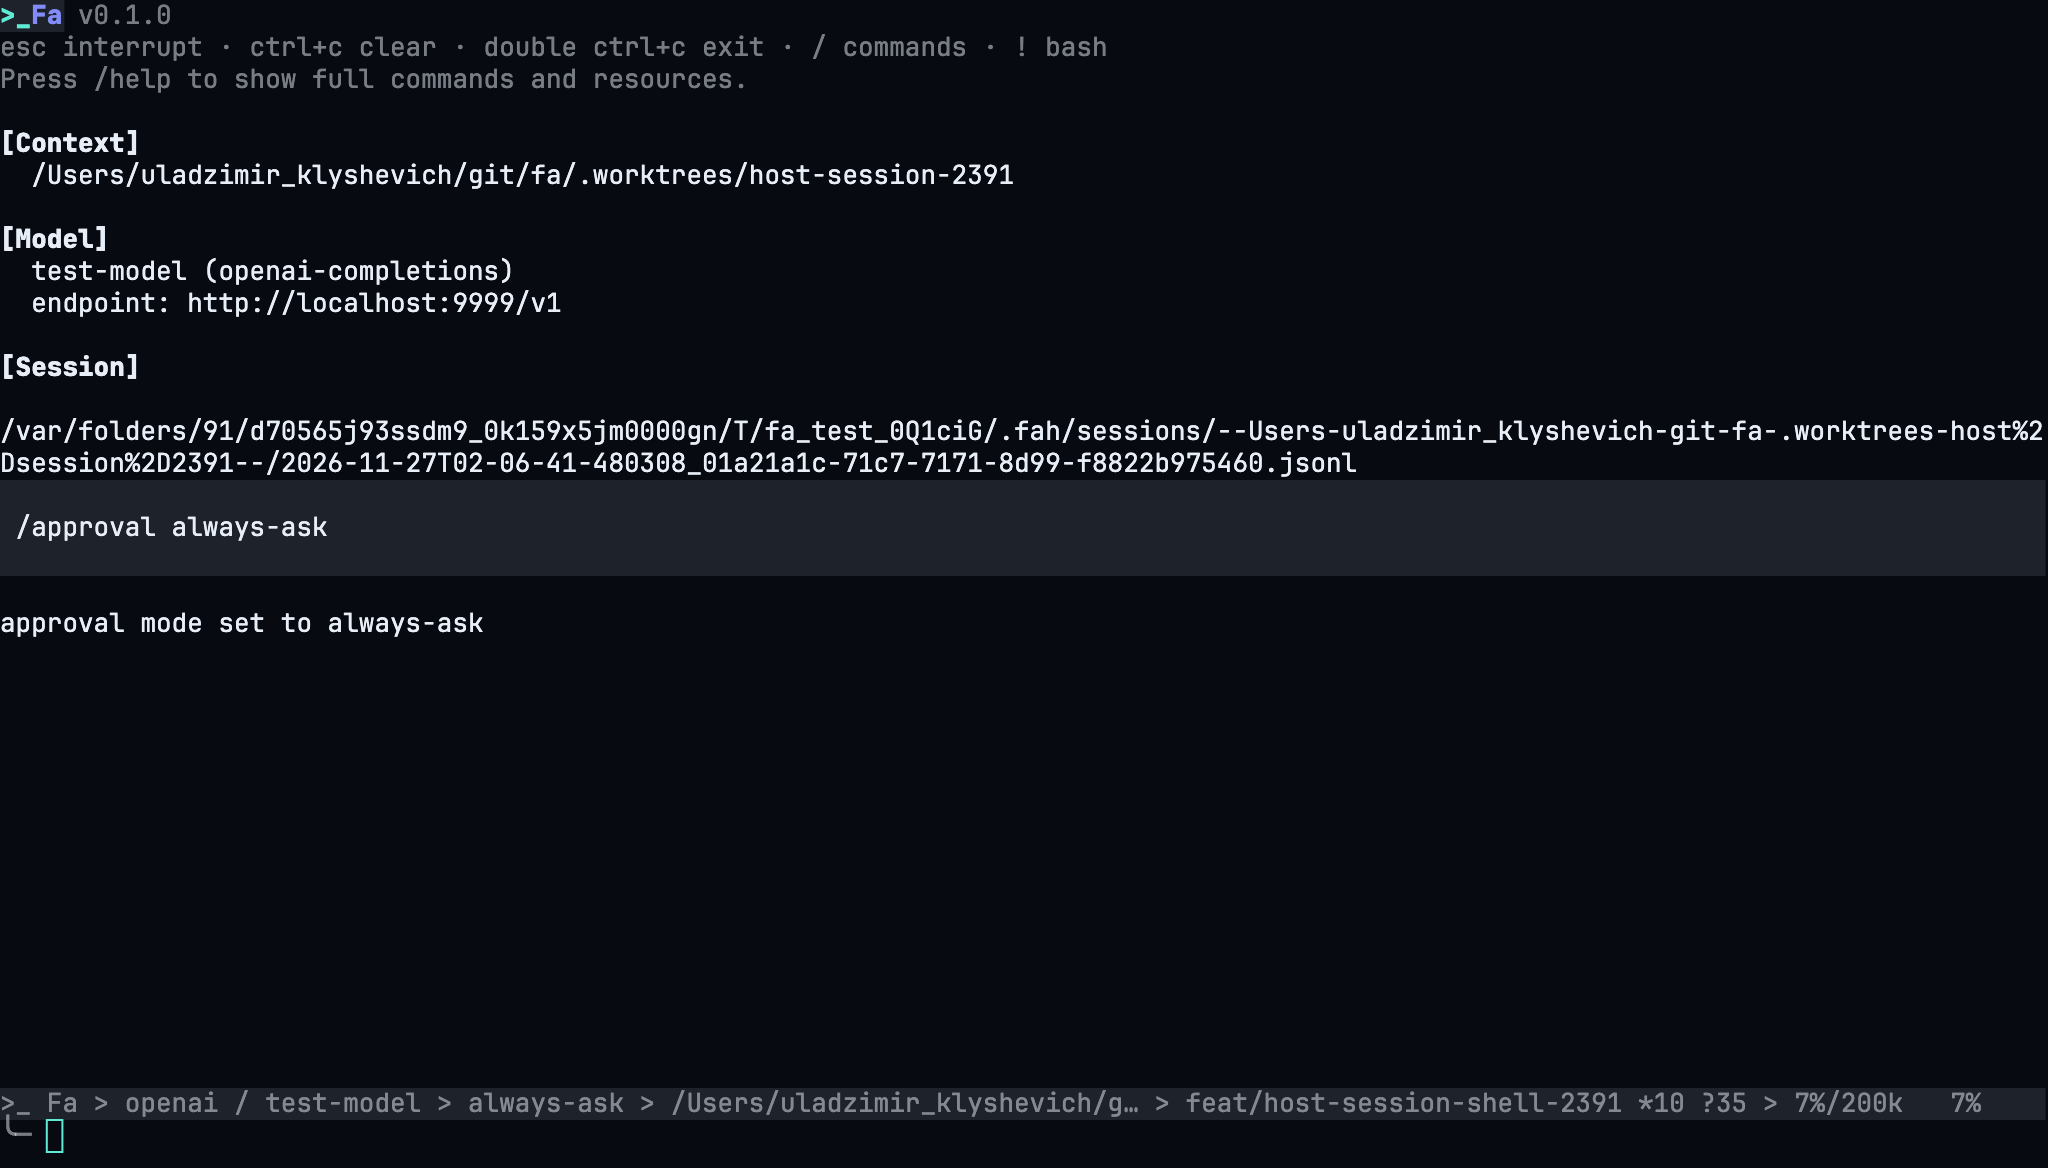 >_Fa v0.1.0
esc interrupt · ctrl+c clear · double ctrl+c exit · / commands · ! bash
Press /help to show full commands and resources.
[Context]
/Users/uladzimir_klyshevich/git/fa/.worktrees/host-session-2391
[Model]
test-model (openai-completions)
endpoint: http://localhost:9999/v1
[Session]
/var/folders/91/d70565j93ssdm9_0k159x5jm0000gn/T/fa_test_0Q1ciG/.fah/sessions/--Users-uladzimir_klyshevich-git-fa-.worktrees-host%2
Dsession%2D2391--/2026-11-27T02-06-41-480308_01a21a1c-71c7-7171-8d99-f8822b975460.jsonl
/approval always-ask
approval mode set to always-ask
>_ Fa > openai / test-model > always-ask > /Users/uladzimir_klyshevich/g… > feat/host-session-shell-2391 *10 ?35 > 7%/200k 7%